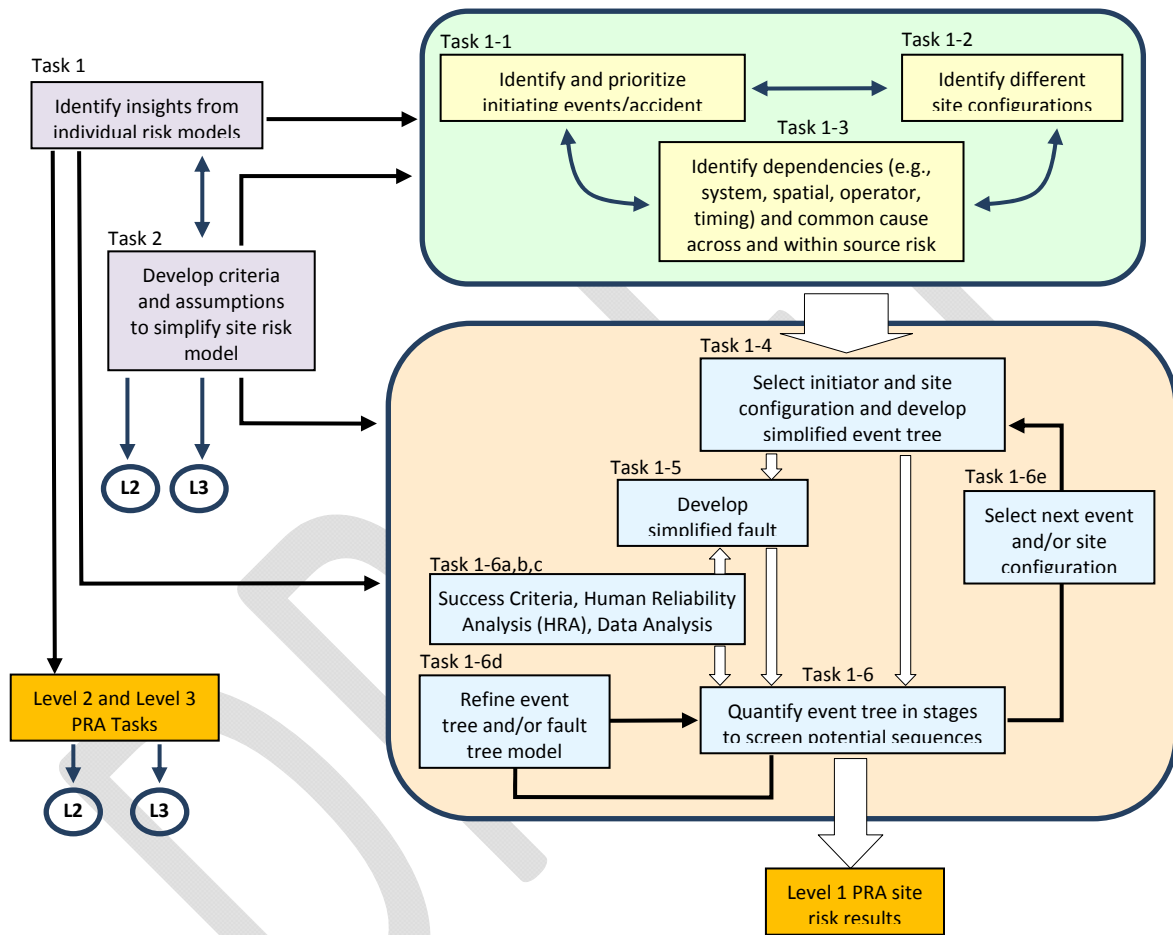 Task 1
Identify insights from
individual risk models
Task 2
Develop criteria
and assumptions
to simplify site risk
model
L2
L3
Level 2 and Level 3
PRA Tasks
L2
L3
Task 1-1
Identify and prioritize
initiating events/accident
Task 1-2
Identify different
site configurations
Task 1-3
Identify dependencies (e.g.,
system, spatial, operator,
timing) and common cause
across and within source risk
Task 1-4
Select initiator and site
configuration and develop
simplified event tree
Task 1-5
Develop
simplified fault
Task 1-6e
Select next event
and/or site
configuration
Task 1-6a,b,c
Success Criteria, Human Reliability
Analysis (HRA), Data Analysis
Task 1-6d
Refine event
tree and/or fault
tree model
Task 1-6
Quantify event tree in stages
to screen potential sequences
Level 1 PRA site
risk results